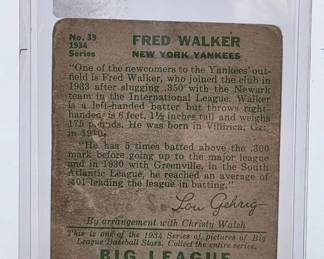 No. 39
1934
Series
FRED WALKER
NEW YORK YANKEES
"One of the newcomers to the Yankees' out-
field is Fred Walker, who joined the club in
1933 after slugging .350 with the Newark
team in the International League. Walker
is a left-handed batter but throws right-
handed, is 6 feet, 1½ inches tall and weighs
175 pounds. He was born in Villirica, Ga.,
in 1910.
"He has 5 times batted above the .300
mark before going up to the major league
and in 1930 with Greenville, in the South
Atlantic League, he reached an average of
.401 leading the league in batting."
Lou Gehrig
By arrangement with Christy Walsh
This is one of the 1934 Series of pictures of Big
League Baseball Stars. Collect the entire series.
BIG LEAGUE